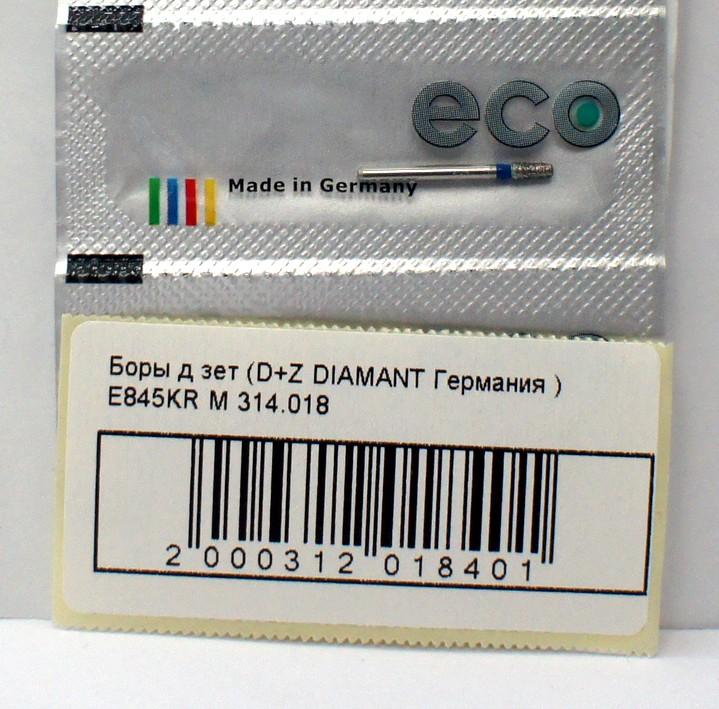 eco
Made in Germany
Боры д зет (D+Z DIAMANT Германия )
E845KR M 314.018
2 000312 018401